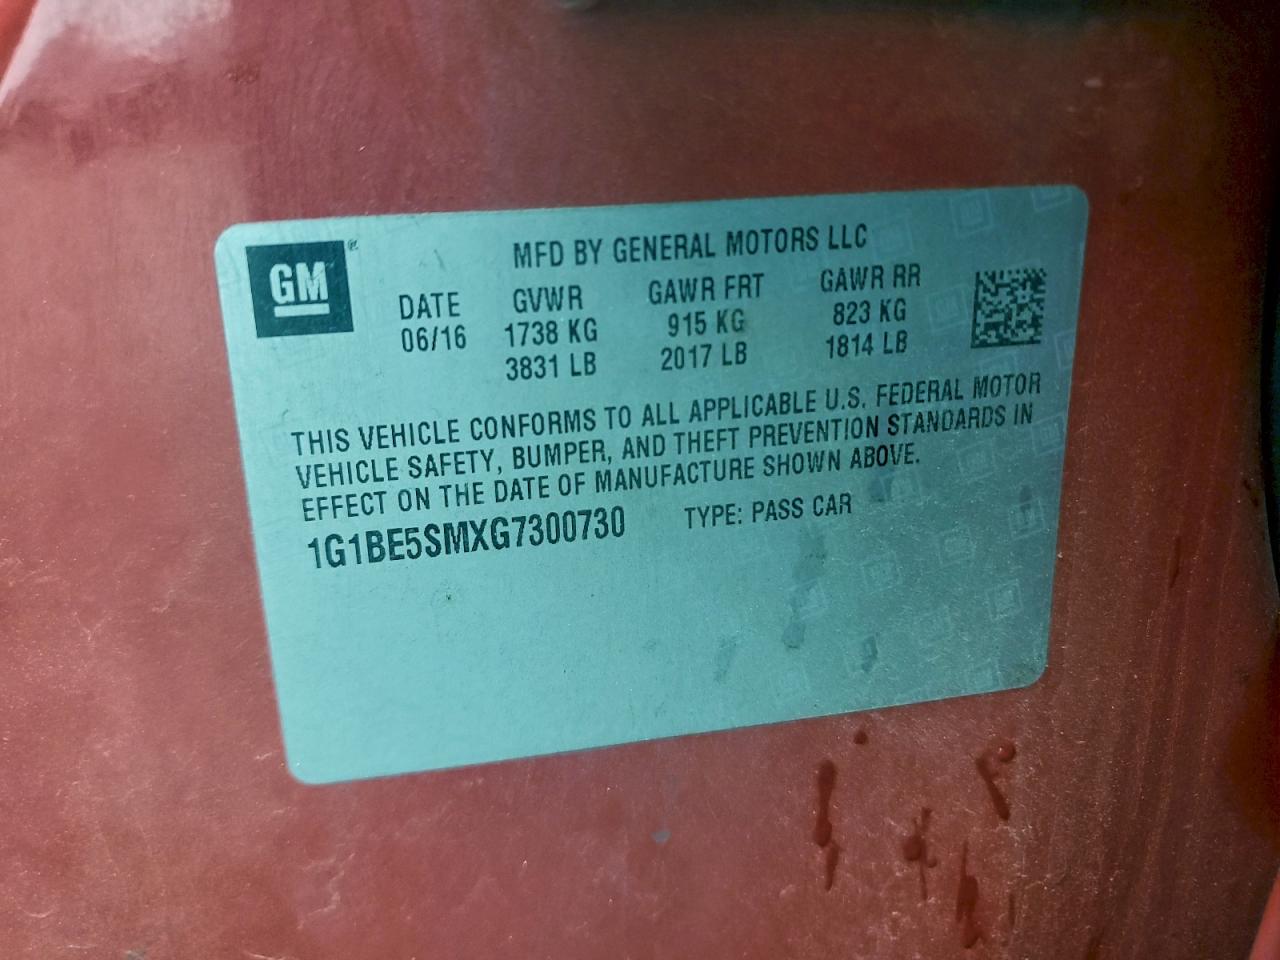 GM®
MFD BY GENERAL MOTORS LLC
DATE GVWR GAWR FRT GAWR RR
06/16 1738 KG 915 KG 823 KG
3831 LB 2017 LB 1814 LB
THIS VEHICLE CONFORMS TO ALL APPLICABLE U.S. FEDERAL MOTOR
VEHICLE SAFETY, BUMPER, AND THEFT PREVENTION STANDARDS IN
EFFECT ON THE DATE OF MANUFACTURE SHOWN ABOVE.
1G1BE5SMXG7300730 TYPE: PASS CAR